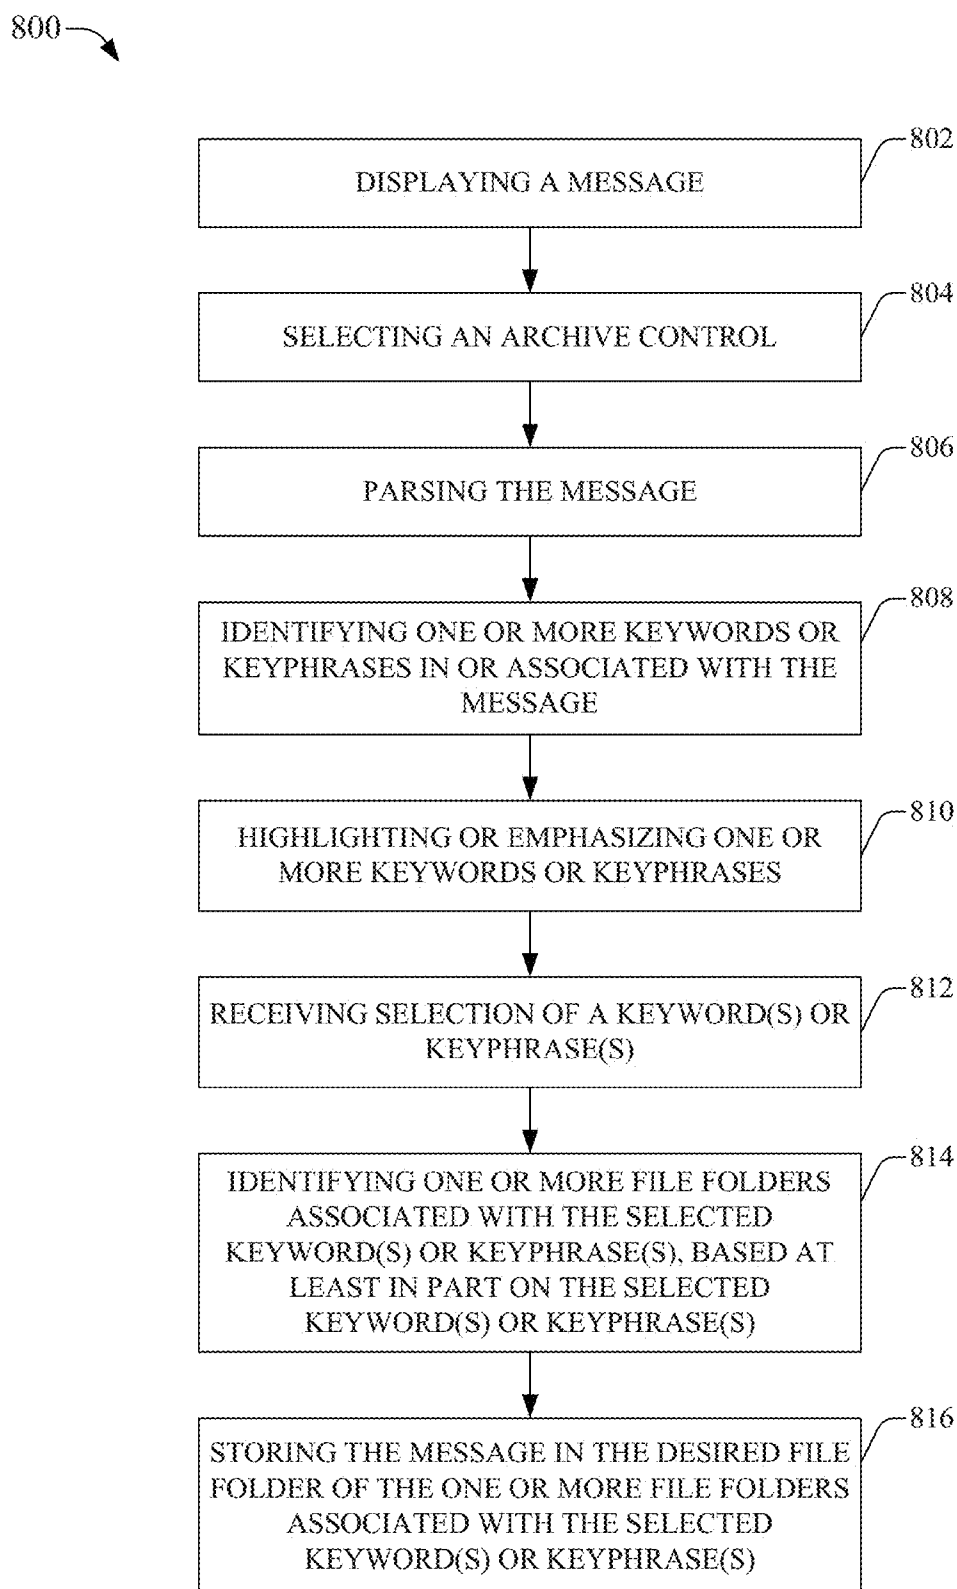 800
802
DISPLAYING A MESSAGE
804
SELECTING AN ARCHIVE CONTROL
806
PARSING THE MESSAGE
808
IDENTIFYING ONE OR MORE KEYWORDS OR
KEYPHRASES IN OR ASSOCIATED WITH THE
MESSAGE
810
HIGHLIGHTING OR EMPHASIZING ONE OR
MORE KEYWORDS OR KEYPHRASES
812
RECEIVING SELECTION OF A KEYWORD(S) OR
KEYPHRASE(S)
814
IDENTIFYING ONE OR MORE FILE FOLDERS
ASSOCIATED WITH THE SELECTED
KEYWORD(S) OR KEYPHRASE(S), BASED AT
LEAST IN PART ON THE SELECTED
KEYWORD(S) OR KEYPHRASE(S)
816
STORING THE MESSAGE IN THE DESIRED FILE
FOLDER OF THE ONE OR MORE FILE FOLDERS
ASSOCIATED WITH THE SELECTED
KEYWORD(S) OR KEYPHRASE(S)